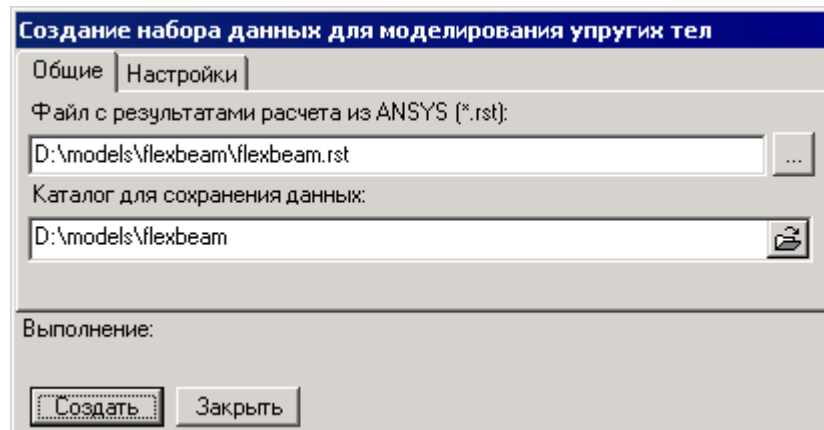 Создание набора данных для моделирования упругих тел
Общие Настройки
Файл с результатами расчета из ANSYS (*.rst):
D:\models\flexbeam\flexbeam.rst ...
Каталог для сохранения данных:
D:\models\flexbeam
Выполнение:
Создать Закрыть